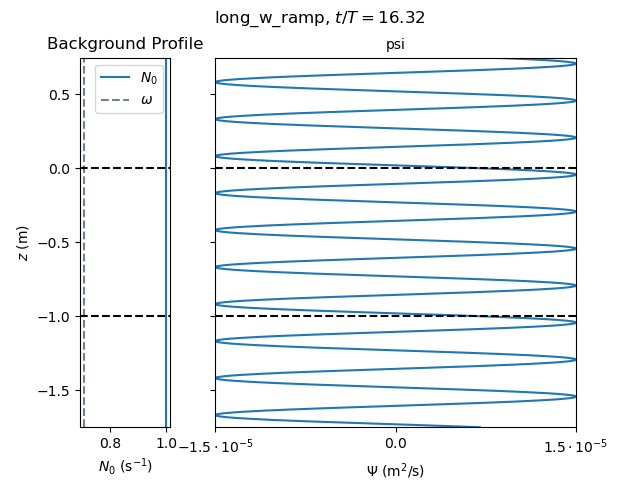 long_w_ramp, t/T = 16.32
Background Profile
psi
N₀
ω
0.5
0.0
−0.5
−1.0
−1.5
z (m)
0.8
1.0
N₀ (s⁻¹)
−1.5 · 10⁻⁵
0.0
1.5 · 10⁻⁵
Ψ (m²/s)